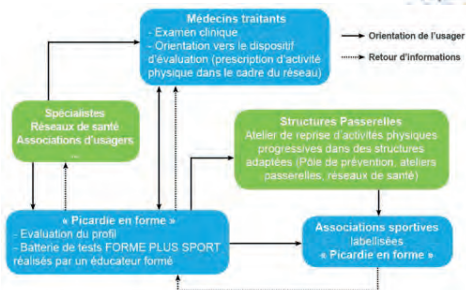 Médecins traitants
- Examen clinique
- Orientation vers le dispositif
d'évaluation (prescription d'activité
physique dans le cadre du réseau)
Orientation de l'usager
Retour d'informations
Spécialistes
Réseaux de santé
Associations d'usagers
...
Structures Passerelles
Atelier de reprise d'activités physiques
progressives dans des structures
adaptées (Pôle de prévention, ateliers
passerelles, réseaux de santé)
« Picardie en forme »
- Evaluation du profil
- Batterie de tests FORME PLUS SPORT
réalisés par un éducateur formé
Associations sportives
labellisées
« Picardie en forme »